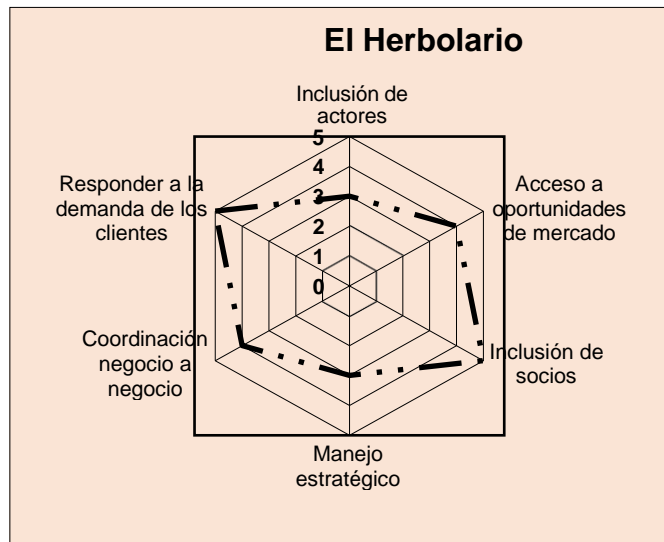 El Herbolario
Inclusión de
actores
5
4
3
2
1
0
Responder a la
demanda de los
clientes
Acceso a
oportunidades
de mercado
Coordinación
negocio a
negocio
Inclusión de
socios
Manejo
estratégico